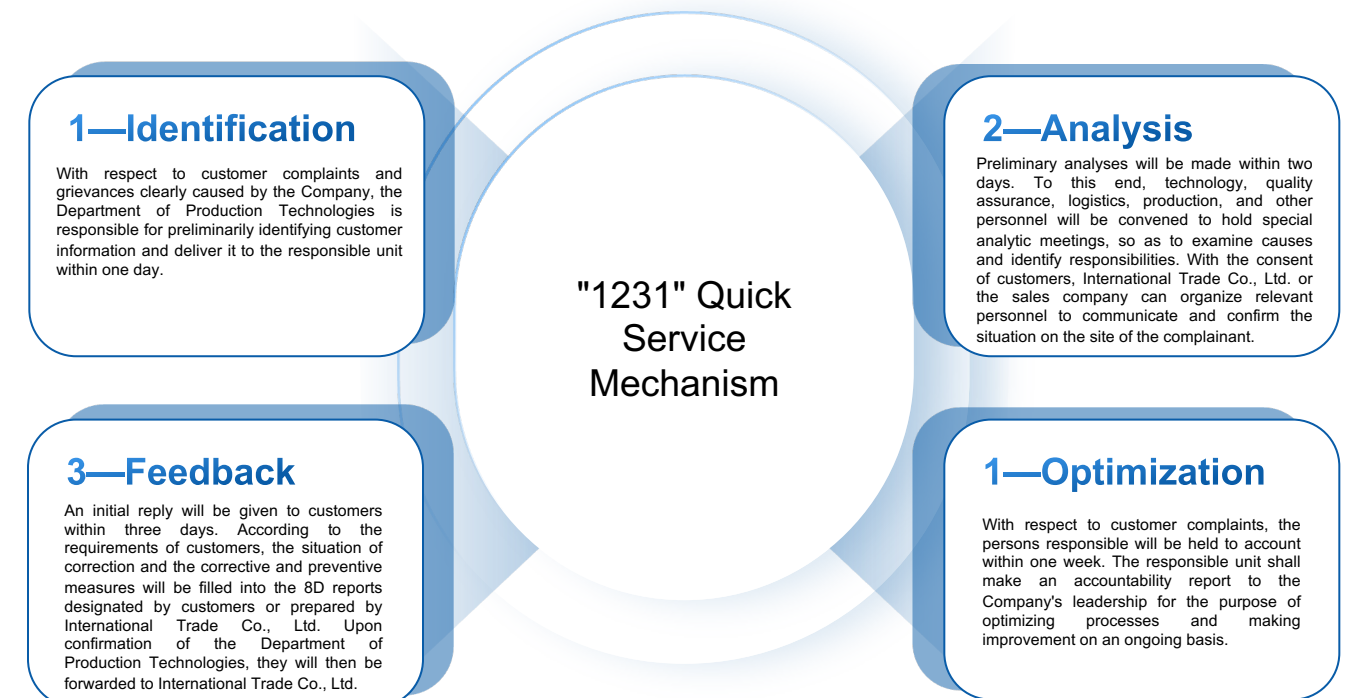 1—Identification
With respect to customer complaints and
grievances clearly caused by the Company, the
Department of Production Technologies is
responsible for preliminarily identifying customer
information and deliver it to the responsible unit
within one day.
2—Analysis
Preliminary analyses will be made within two
days. To this end, technology, quality
assurance, logistics, production, and other
personnel will be convened to hold special
analytic meetings, so as to examine causes
and identify responsibilities. With the consent
of customers, International Trade Co., Ltd. or
the sales company can organize relevant
personnel to communicate and confirm the
situation on the site of the complainant.
"1231" Quick
Service
Mechanism
3—Feedback
An initial reply will be given to customers
within three days. According to the
requirements of customers, the situation of
correction and the corrective and preventive
measures will be filled into the 8D reports
designated by customers or prepared by
International Trade Co., Ltd. Upon
confirmation of the Department of
Production Technologies, they will then be
forwarded to International Trade Co., Ltd.
1—Optimization
With respect to customer complaints, the
persons responsible will be held to account
within one week. The responsible unit shall
make an accountability report to the
Company's leadership for the purpose of
optimizing processes and making
improvement on an ongoing basis.